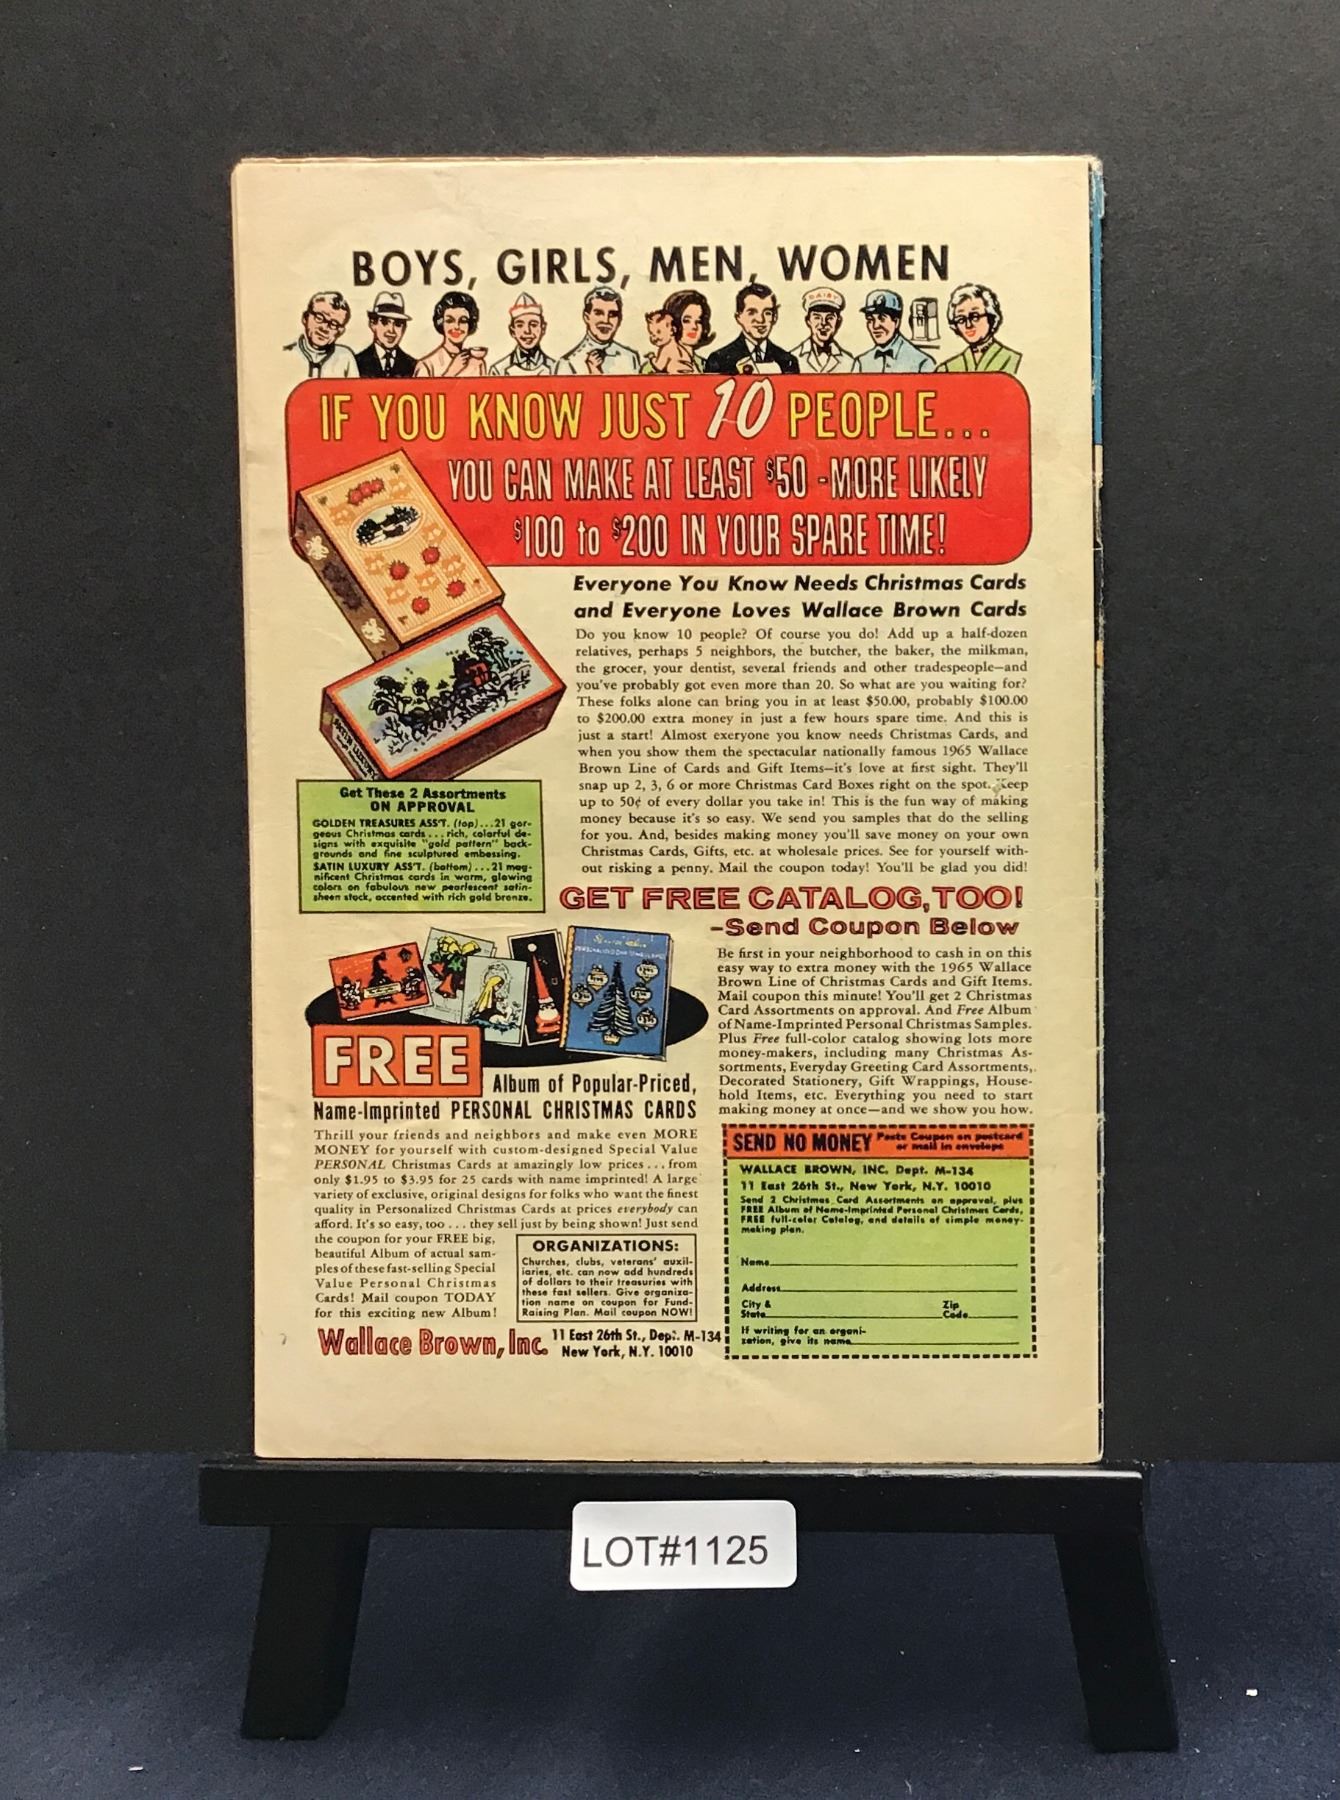 BOYS, GIRLS, MEN, WOMEN
DAIRY
IF YOU KNOW JUST 10 PEOPLE...
YOU CAN MAKE AT LEAST $50 -MORE LIKELY
$100 to $200 IN YOUR SPARE TIME!
Everyone You Know Needs Christmas Cards
and Everyone Loves Wallace Brown Cards
Do you know 10 people? Of course you do! Add up a half-dozen
relatives, perhaps 5 neighbors, the butcher, the baker, the milkman,
the grocer, your dentist, several friends and other tradespeople—and
you've probably got even more than 20. So what are you waiting for?
These folks alone can bring you in at least $50.00, probably $100.00
to $200.00 extra money in just a few hours spare time. And this is
just a start! Almost exeryone you know needs Christmas Cards, and
when you show them the spectacular nationally famous 1965 Wallace
Brown Line of Cards and Gift Items—it's love at first sight. They'll
snap up 2, 3, 6 or more Christmas Card Boxes right on the spot. Keep
up to 50¢ of every dollar you take in! This is the fun way of making
money because it's so easy. We send you samples that do the selling
for you. And, besides making money you'll save money on your own
Christmas Cards, Gifts, etc. at wholesale prices. See for yourself with-
out risking a penny. Mail the coupon today! You'll be glad you did!
SATIN LUXURY
Get These 2 Assortments
ON APPROVAL
GOLDEN TREASURES ASS'T. (top)...21 gor-
geous Christmas cards...rich, colorful de-
signs with exquisite "gold pattern" back-
grounds and fine sculptured embossing.
SATIN LUXURY ASS'T. (bottom)...21 mag-
nificent Christmas cards in warm, glowing
colors on fabulous new pearlescent satin-
sheen stock, accented with rich gold bronze.
GET FREE CATALOG, TOO!
-Send Coupon Below
Be first in your neighborhood to cash in on this
easy way to extra money with the 1965 Wallace
Brown Line of Christmas Cards and Gift Items.
Mail coupon this minute! You'll get 2 Christmas
Card Assortments on approval. And Free Album
of Name-Imprinted Personal Christmas Samples.
Plus Free full-color catalog showing lots more
money-makers, including many Christmas As-
sortments, Everyday Greeting Card Assortments,
Decorated Stationery, Gift Wrappings, House-
hold Items, etc. Everything you need to start
making money at once—and we show you how.
FREE
Album of Popular-Priced,
Name-Imprinted PERSONAL CHRISTMAS CARDS
Thrill your friends and neighbors and make even MORE
MONEY for yourself with custom-designed Special Value
PERSONAL Christmas Cards at amazingly low prices...from
only $1.95 to $3.95 for 25 cards with name imprinted! A large
variety of exclusive, original designs for folks who want the finest
quality in Personalized Christmas Cards at prices everybody can
afford. It's so easy, too...they sell just by being shown! Just send
the coupon for your FREE big,
beautiful Album of actual sam-
ples of these fast-selling Special
Value Personal Christmas
Cards! Mail coupon TODAY
for this exciting new Album!
ORGANIZATIONS:
Churches, clubs, veterans' auxil-
iaries, etc. can now add hundreds
of dollars to their treasuries with
these fast sellers. Give organiza-
tion name on coupon for Fund-
Raising Plan. Mail coupon NOW!
Wallace Brown, Inc. 11 East 26th St., Dept. M-134
New York, N.Y. 10010
SEND NO MONEY Paste Coupon on postcard
or mail in envelope
WALLACE BROWN, INC. Dept. M-134
11 East 26th St., New York, N.Y. 10010
Send 2 Christmas Card Assortments on approval, plus
FREE Album of Name-Imprinted Personal Christmas Cards,
FREE full-color Catalog, and details of simple money-
making plan.
Name
Address
City & State Zip Code
If writing for an organi-
zation, give its name
LOT#1125